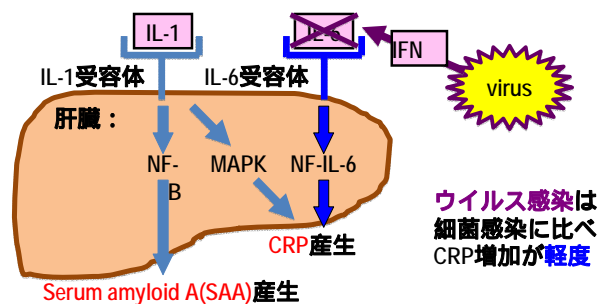 IL-1
IL-6
IFN
virus
IL-1受容体
IL-6受容体
肝臓：
NF-
B
MAPK
NF-IL-6
CRP産生
Serum amyloid A(SAA)産生
ウイルス感染は
細菌感染に比べ
CRP増加が軽度